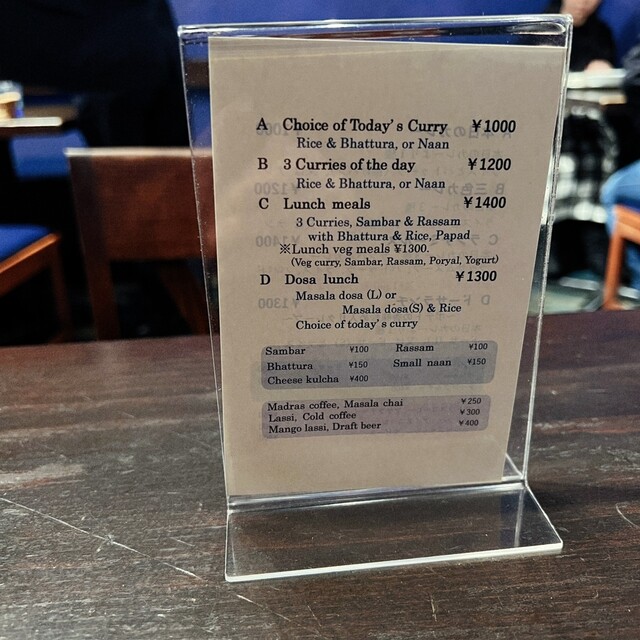 A Choice of Today's Curry ¥1000
Rice & Bhattura, or Naan
B 3 Curries of the day ¥1200
Rice & Bhattura, or Naan
C Lunch meals ¥1400
3 Curries, Sambar & Rassam
with Bhattura & Rice, Papad
※Lunch veg meals ¥1300.
(Veg curry, Sambar, Rassam, Poryal, Yogurt)
D Dosa lunch ¥1300
Masala dosa (L) or
Masala dosa(S) & Rice
Choice of today's curry
Sambar ¥100 Rassam ¥100
Bhattura ¥150 Small naan ¥150
Cheese kulcha ¥400
Madras coffee, Masala chai ¥250
Lassi, Cold coffee ¥300
Mango lassi, Draft beer ¥400